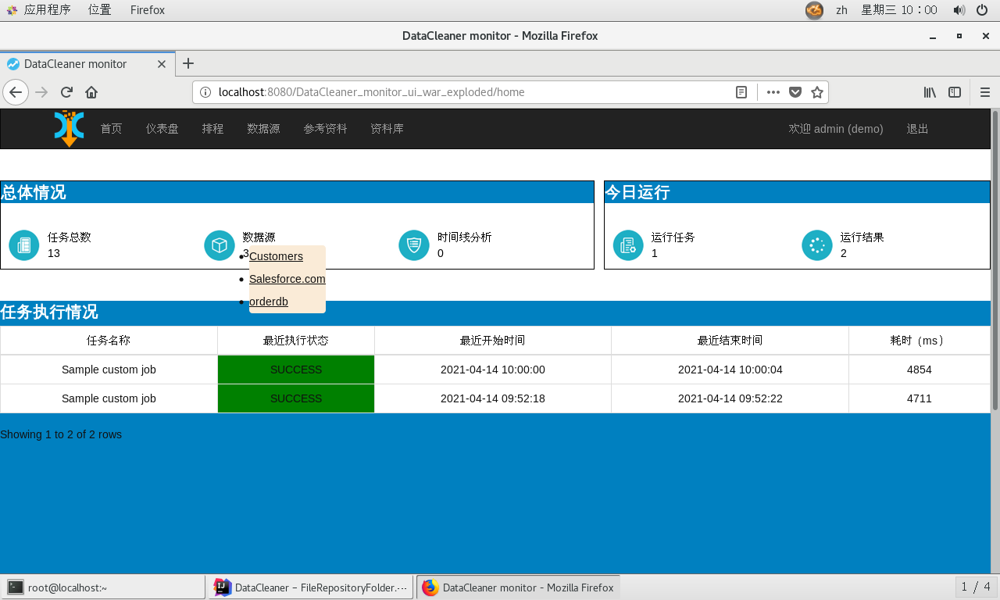 应用程序 位置 Firefox zh 星期三 10：00
DataCleaner monitor - Mozilla Firefox
DataCleaner monitor
localhost:8080/DataCleaner_monitor_ui_war_exploded/home
首页 仪表盘 排程 数据源 参考资料 资料库 欢迎 admin (demo) 退出
总体情况 今日运行
任务总数 数据源 时间线分析 运行任务 运行结果
13 3 0 1 2
Customers
Salesforce.com
orderdb
任务执行情况
任务名称 最近执行状态 最近开始时间 最近结束时间 耗时（ms）
Sample custom job SUCCESS 2021-04-14 10:00:00 2021-04-14 10:00:04 4854
Sample custom job SUCCESS 2021-04-14 09:52:18 2021-04-14 09:52:22 4711
Showing 1 to 2 of 2 rows
root@localhost:~ DataCleaner – FileRepositoryFolder.… DataCleaner monitor - Mozilla Firefox 1 / 4